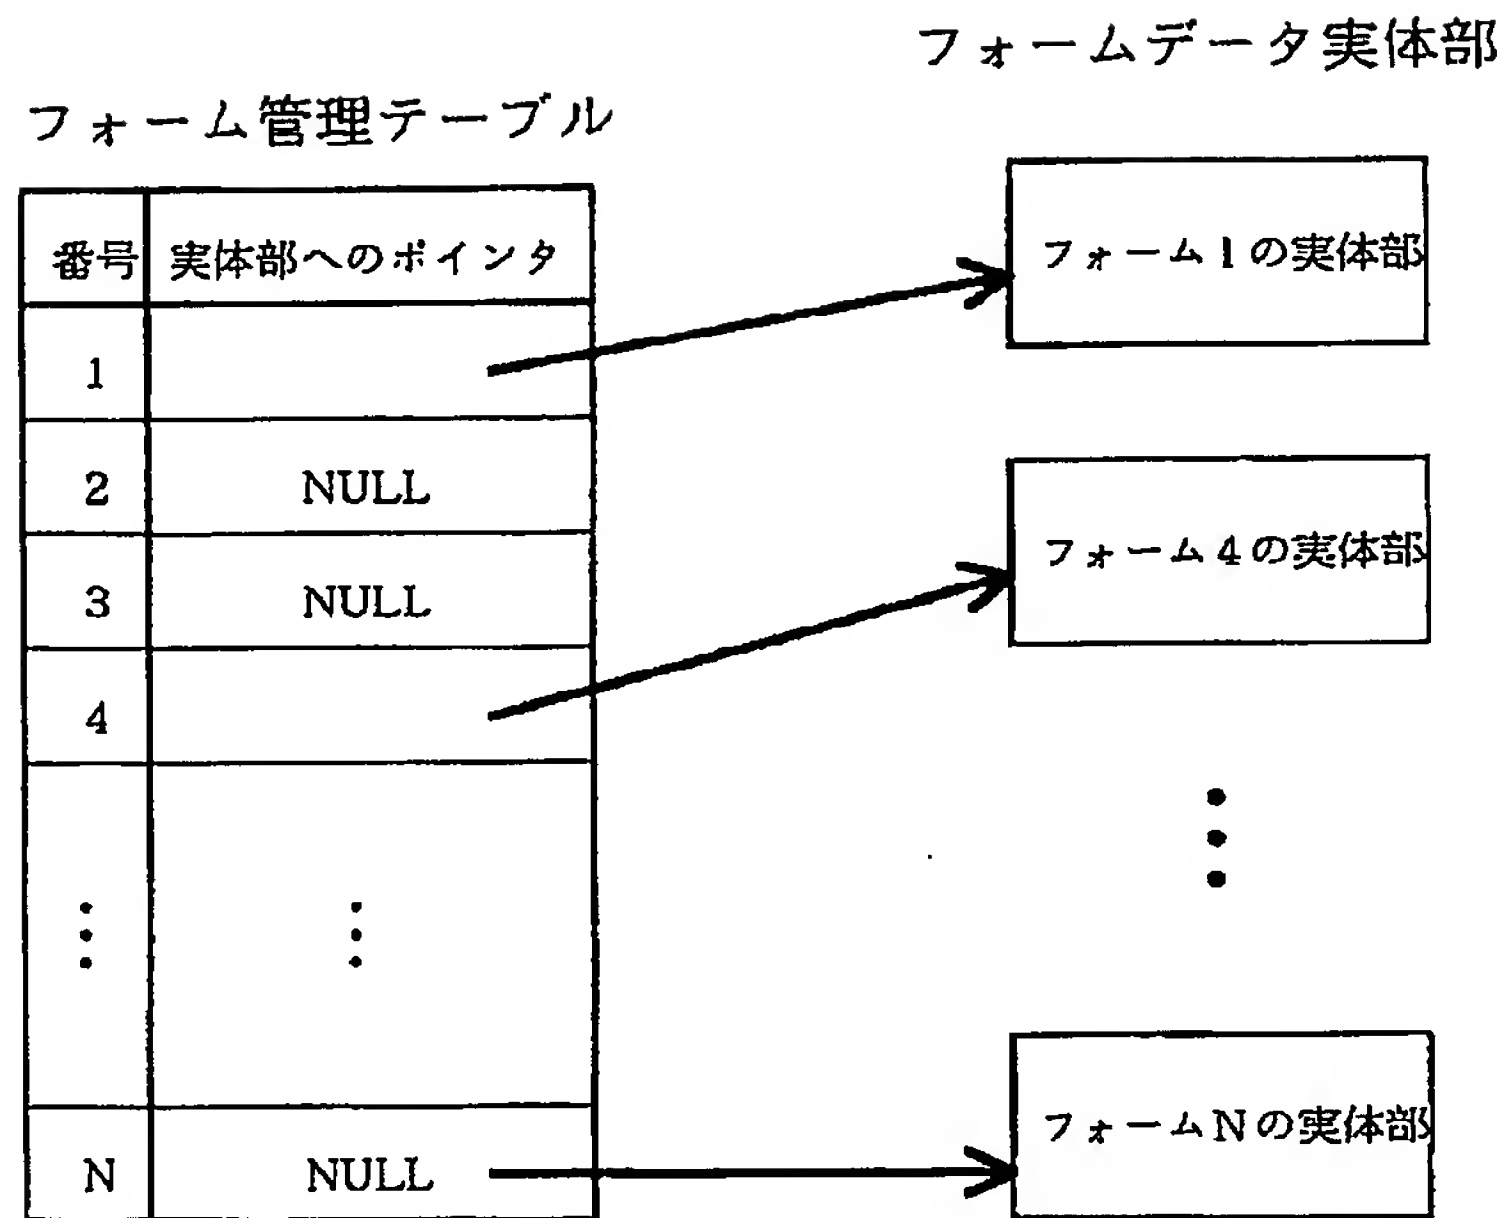 フォームデータ実体部
フォーム管理テーブル
番号 実体部へのポインタ
1
2 NULL
3 NULL
4
N NULL
フォーム1の実体部
フォーム4の実体部
フォームNの実体部